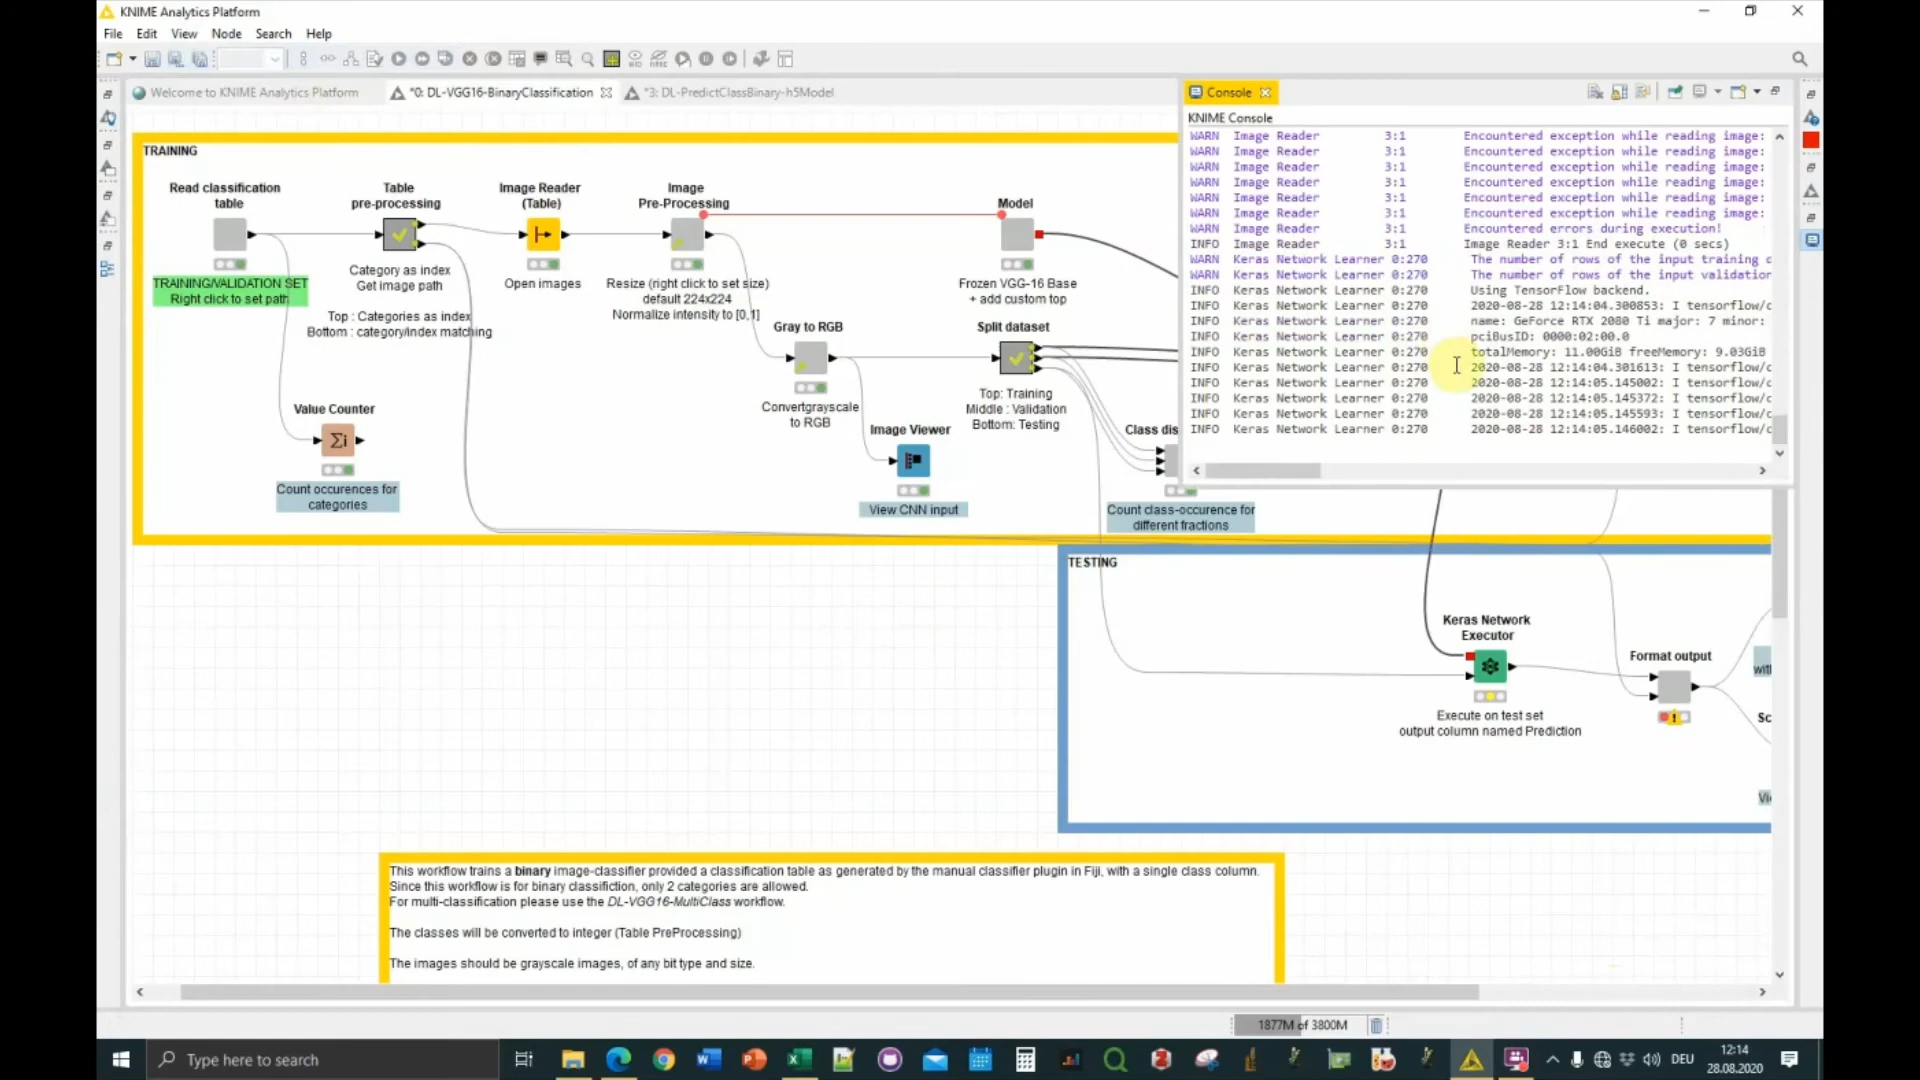 KNIME Analytics Platform
File Edit View Node Search Help
Welcome to KNIME Analytics Platform
*0: DL-VGG16-BinaryClassification
*3: DL-PredictClassBinary-h5Model
TRAINING
Read classification
table
TRAINING/VALIDATION SET
Right click to set path
Table
pre-processing
Category as index
Get image path
Top : Categories as index
Bottom : category/index matching
Image Reader
(Table)
Open images
Image
Pre-Processing
Resize (right click to set size)
default 224x224
Normalize intensity to [0,1]
Model
Frozen VGG-16 Base
+ add custom top
Gray to RGB
Convertgrayscale
to RGB
Split dataset
Top: Training
Middle : Validation
Bottom: Testing
Value Counter
Σi
Count occurences for
categories
Image Viewer
View CNN input
Class dis
Count class-occurence for
different fractions
Console
KNIME Console
WARN Image Reader 3:1 Encountered exception while reading image:
WARN Image Reader 3:1 Encountered exception while reading image:
WARN Image Reader 3:1 Encountered exception while reading image:
WARN Image Reader 3:1 Encountered exception while reading image:
WARN Image Reader 3:1 Encountered exception while reading image:
WARN Image Reader 3:1 Encountered exception while reading image:
WARN Image Reader 3:1 Encountered errors during execution!
INFO Image Reader 3:1 Image Reader 3:1 End execute (0 secs)
WARN Keras Network Learner 0:270 The number of rows of the input training d
WARN Keras Network Learner 0:270 The number of rows of the input validation
INFO Keras Network Learner 0:270 Using TensorFlow backend.
INFO Keras Network Learner 0:270 2020-08-28 12:14:04.300853: I tensorflow/c
INFO Keras Network Learner 0:270 name: GeForce RTX 2080 Ti major: 7 minor:
INFO Keras Network Learner 0:270 pciBusID: 0000:02:00.0
INFO Keras Network Learner 0:270 totalMemory: 11.00GiB freeMemory: 9.03GiB
INFO Keras Network Learner 0:270 2020-08-28 12:14:04.301613: I tensorflow/c
INFO Keras Network Learner 0:270 2020-08-28 12:14:05.145002: I tensorflow/c
INFO Keras Network Learner 0:270 2020-08-28 12:14:05.145372: I tensorflow/c
INFO Keras Network Learner 0:270 2020-08-28 12:14:05.145593: I tensorflow/c
INFO Keras Network Learner 0:270 2020-08-28 12:14:05.146002: I tensorflow/c
TESTING
Keras Network
Executor
Execute on test set
output column named Prediction
Format output
with
Sc
Vi
This workflow trains a binary image-classifier provided a classification table as generated by the manual classifier plugin in Fiji, with a single class column.
Since this workflow is for binary classifiction, only 2 categories are allowed.
For multi-classification please use the DL-VGG16-MultiClass workflow.
The classes will be converted to integer (Table PreProcessing)
The images should be grayscale images, of any bit type and size.
1877M of 3800M
Type here to search
DEU
12:14
28.08.2020